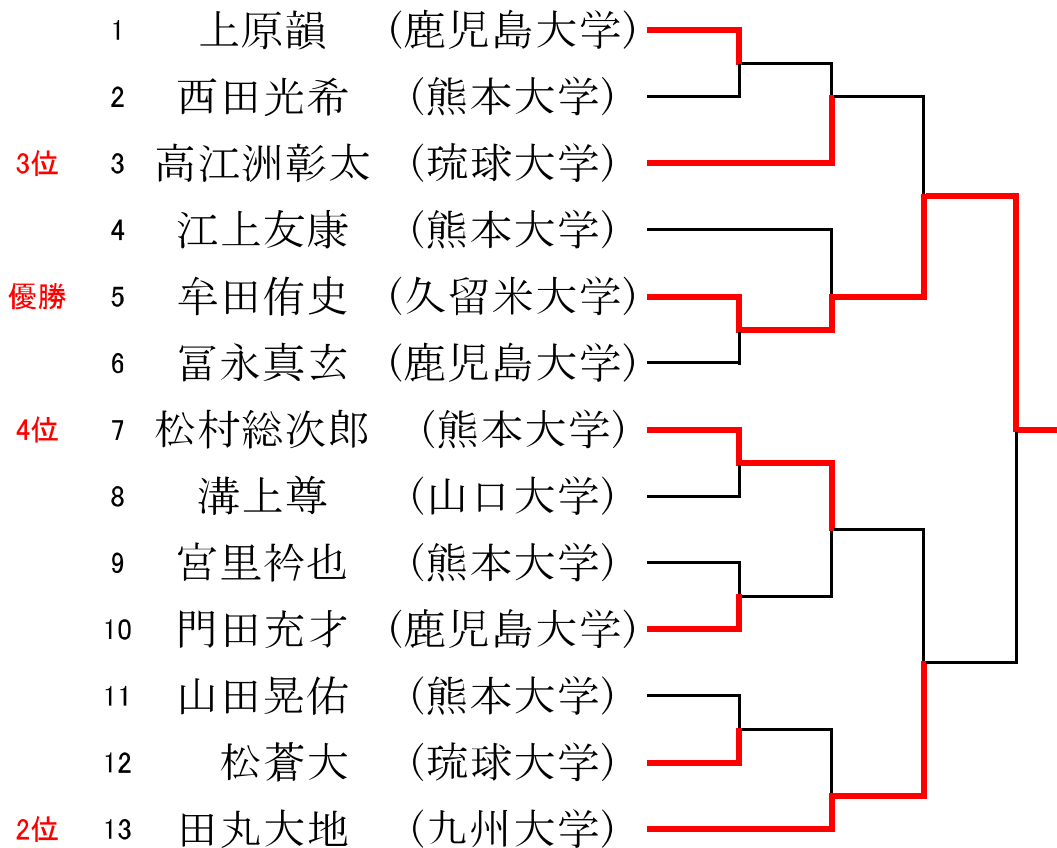 1 上原韻 (鹿児島大学)
2 西田光希 (熊本大学)
3位 3 高江洲彰太 (琉球大学)
4 江上友康 (熊本大学)
優勝 5 牟田侑史 (久留米大学)
6 冨永真玄 (鹿児島大学)
4位 7 松村総次郎 (熊本大学)
8 溝上尊 (山口大学)
9 宮里衿也 (熊本大学)
10 門田充才 (鹿児島大学)
11 山田晃佑 (熊本大学)
12 松蒼大 (琉球大学)
2位 13 田丸大地 (九州大学)